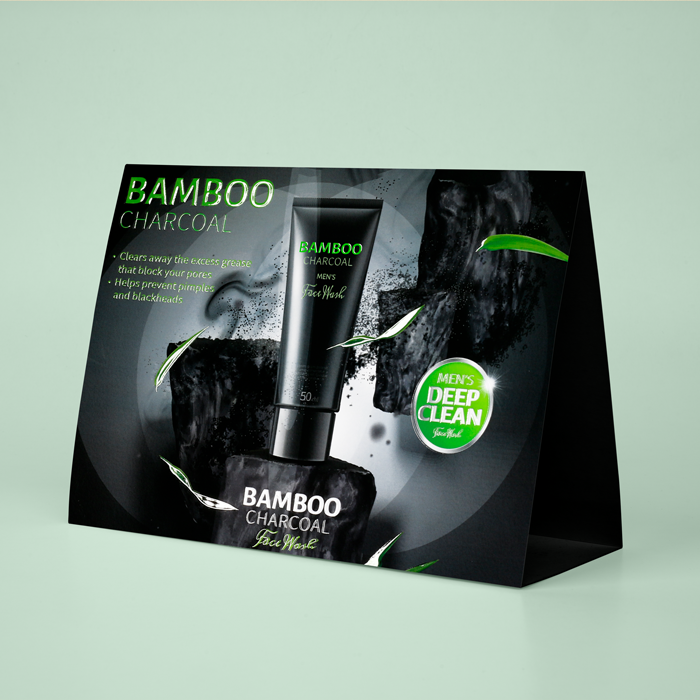 BAMBOO
CHARCOAL
• Clears away the excess grease
that block your pores
• Helps prevent pimples
and blackheads
BAMBOO
CHARCOAL
MEN'S
Face Wash
50
MEN'S
DEEP
CLEAN
Face Wash
BAMBOO
CHARCOAL
Face Wash